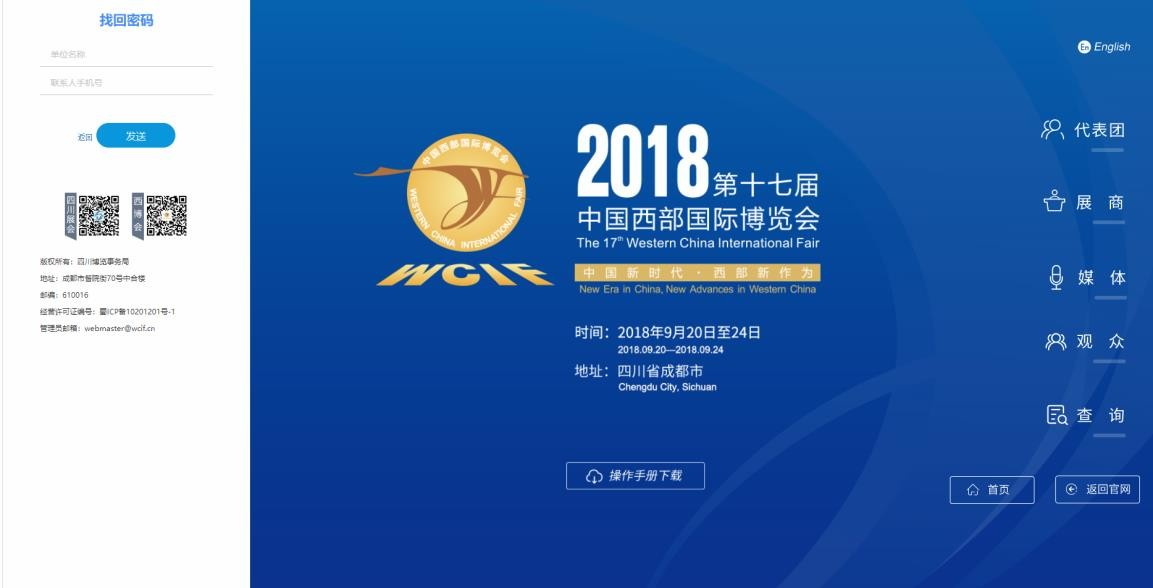 找回密码
单位名称
联系人手机号
返回
发送
四川展会
西博会
版权所有：四川博览事务局
地址：成都市督院街70号中合楼
邮编：610016
经营许可证编号：蜀ICP备10201201号-1
管理员邮箱：webmaster@wcif.cn
中国西部国际博览会
WESTERN CHINA INTERNATIONAL FAIR
WCIF
2018第十七届
中国西部国际博览会
The 17th Western China International Fair
中国新时代·西部新作为
New Era in China, New Advances in Western China
时间：2018年9月20日至24日
2018.09.20—2018.09.24
地址：四川省成都市
Chengdu City, Sichuan
操作手册下载
En English
代表团
展 商
媒 体
观 众
查 询
首页
返回官网